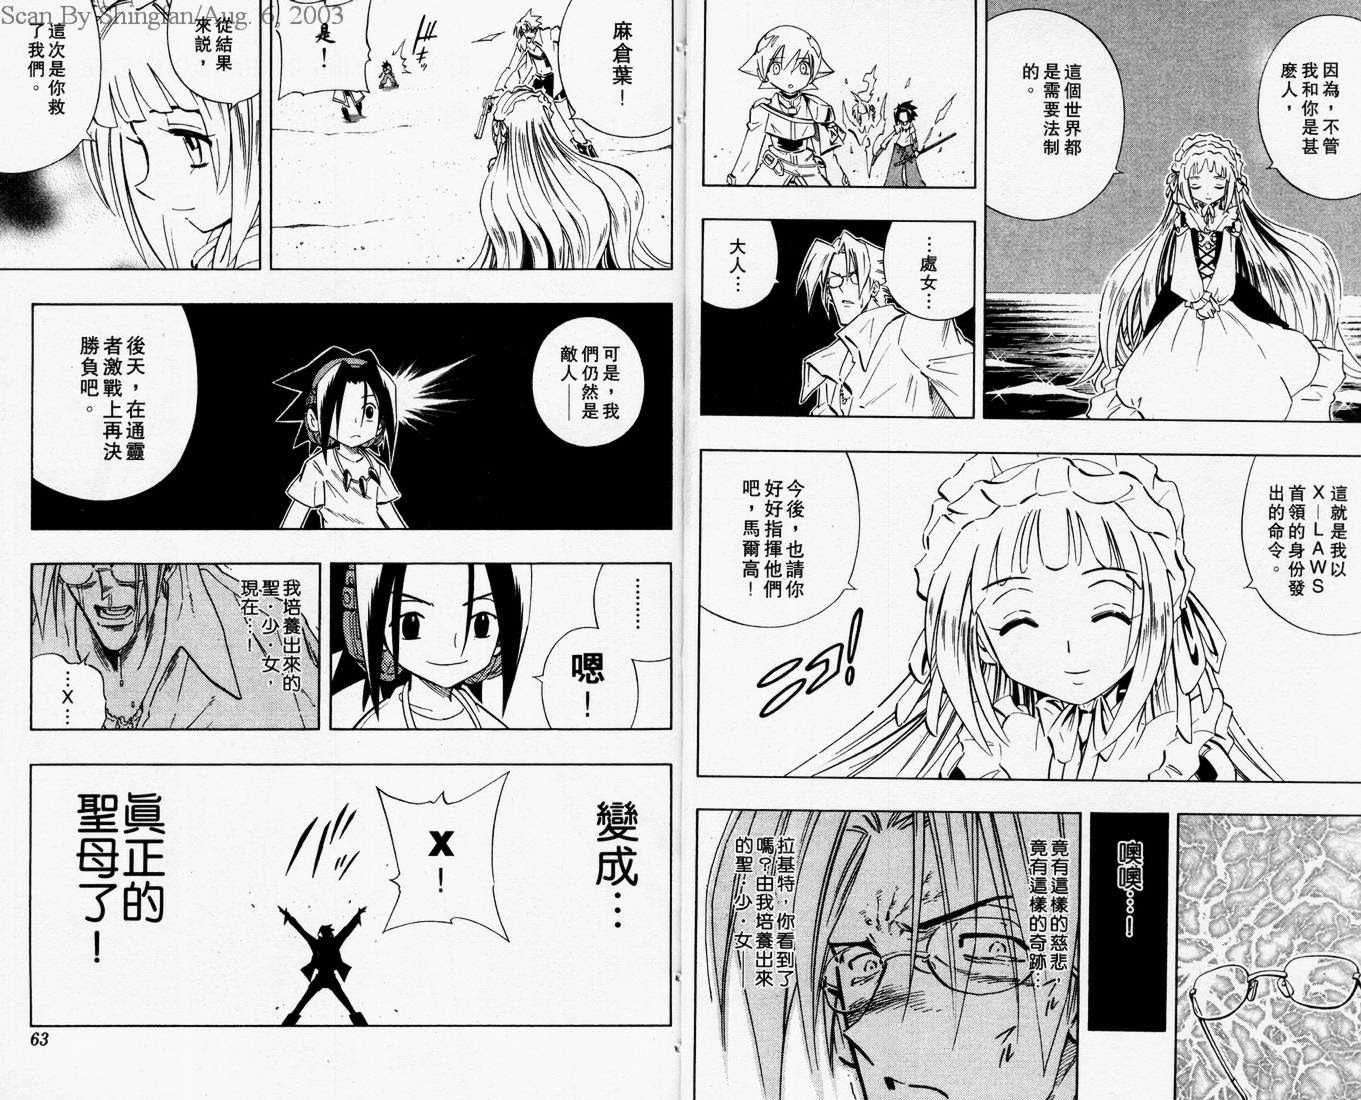 Scan By Shingian/Aug. 6, 2003
因為，不管
我和你是甚
麽人，
這個世界都
是需要法制
的。
…處女…
大人…
這就是我以
X－LAWS
首領的身份發
出的命令。
今後，也請你
好好指揮他們
吧，馬爾高！
ニコ！
噢噢…！
竟有這樣的慈悲，
竟有這樣的奇跡…
拉基特，你看到了
嗎？由我培養出來
的聖．少．女
麻倉葉！
是！
從結果
來說，
這次是你救
了我們。
可是，我
們仍然是
敵人——
後天，在通靈
者激戰上再決
勝負吧。
………
嗯！
我培養出來的
聖．少．女，
現在…！
…X…
變成…
X！
真正的
聖母了！
63